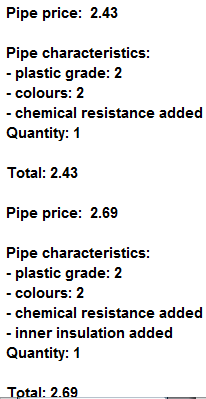 Pipe price: 2.43
Pipe characteristics:
- plastic grade: 2
- colours: 2
- chemical resistance added
Quantity: 1
Total: 2.43
Pipe price: 2.69
Pipe characteristics:
- plastic grade: 2
- colours: 2
- chemical resistance added
- inner insulation added
Quantity: 1
Total: 2.69